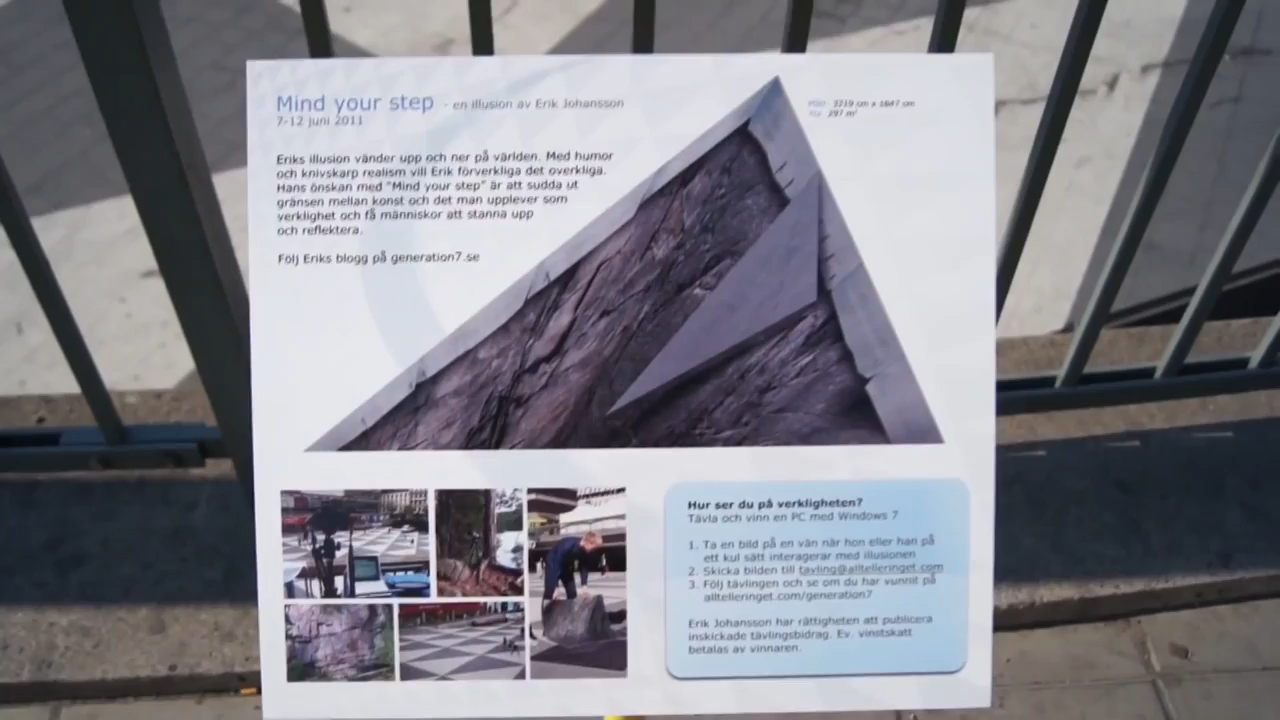 Mind your step - en illusion av Erik Johansson
7-12 juni 2011
Eriks illusion vänder upp och ner på världen. Med humor
och knivskarp realism vill Erik förverkliga det overkliga.
Hans önskan med "Mind your step" är att sudda ut
gränsen mellan konst och det man upplever som
verklighet och få människor att stanna upp
och reflektera.
Följ Eriks blogg på generation7.se
297 m²
Hur ser du på verkligheten?
Tävla och vinn en PC med Windows 7
1. Ta en bild på en vän när hon eller han på
ett kul sätt interagerar med illusionen
2. Skicka bilden till tavling@alltelleringet.com
3. Följ tävlingen och se om du har vunnit på
alltelleringet.com/generation7
Erik Johansson har rättigheten att publicera
inskickade tävlingsbidrag. Ev. vinstskatt
betalas av vinnaren.